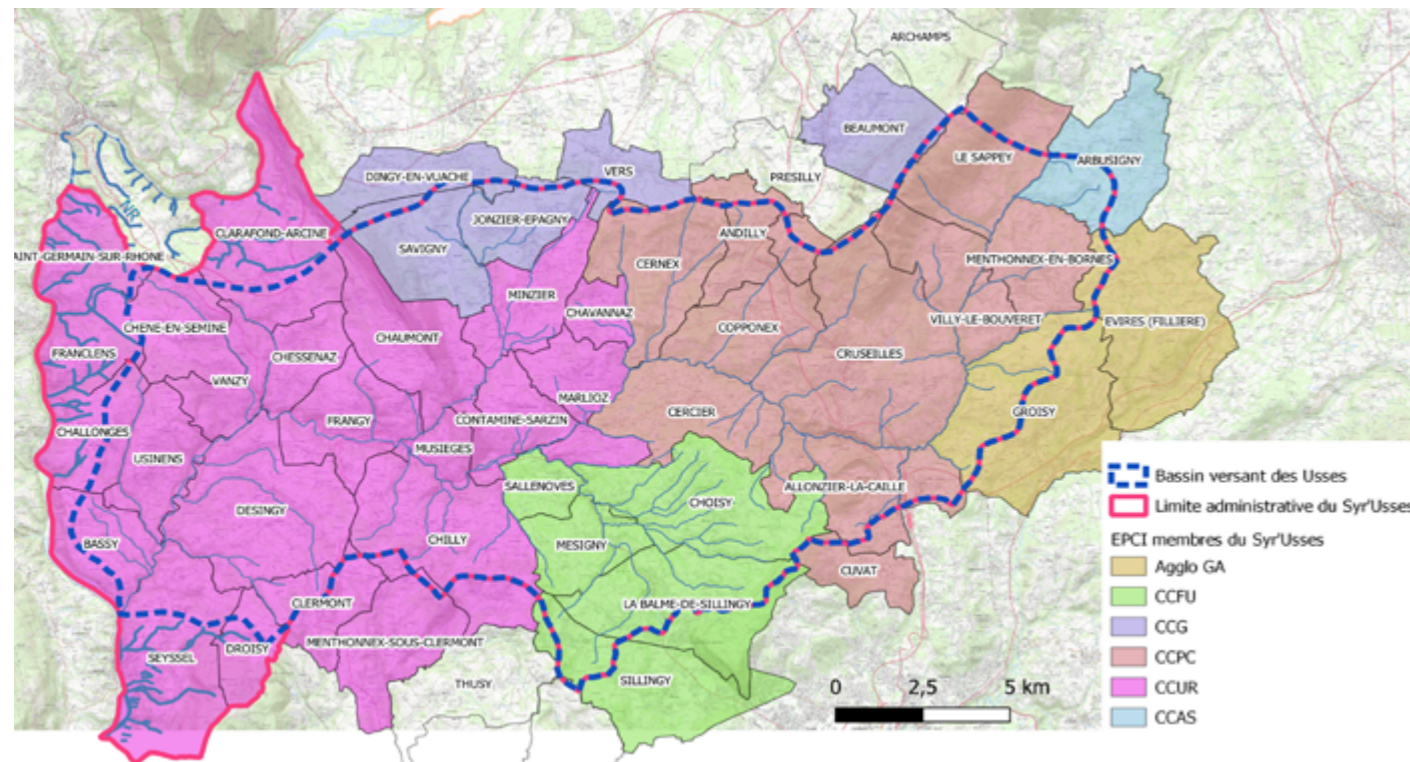 ARCHAMPS
BEAUMONT
LE SAPPEY
ARBUSIGNY
VERS
PRESILLY
DINGY-EN-VUACHE
NR
JONZIER-EPAGNY
CLARAFOND-ARCINE
SAVIGNY
ANDILLY
AINT-GERMAIN-SUR-RHONE
CERNEX
MENTHONNEX-EN-BORNES
MINZIER
CHAVANNAZ
CHENE-EN-SEMINE
COPPONEX
VILLY-LE-BOUVERET
EVIRES (FILLIERE)
CHAUMONT
FRANCLENS
CHESSENAZ
CRUSEILLES
VANZY
MARLIOZ
CERCIER
GROISY
FRANGY
CONTAMINE-SARZIN
CHALLONGES
MUSIEGES
USINENS
SALLENOVES
ALLONZIER-LA-CAILLE
CHOISY
DESINGY
CHILLY
BASSY
MESIGNY
CUVAT
CLERMONT
LA BALME-DE-SILLINGY
MENTHONNEX-SOUS-CLERMONT
DROISY
SEYSSEL
THUSY
SILLINGY
0 2,5 5 km
Bassin versant des Usses
Limite administrative du Syr'Usses
EPCI membres du Syr'Usses
Agglo GA
CCFU
CCG
CCPC
CCUR
CCAS